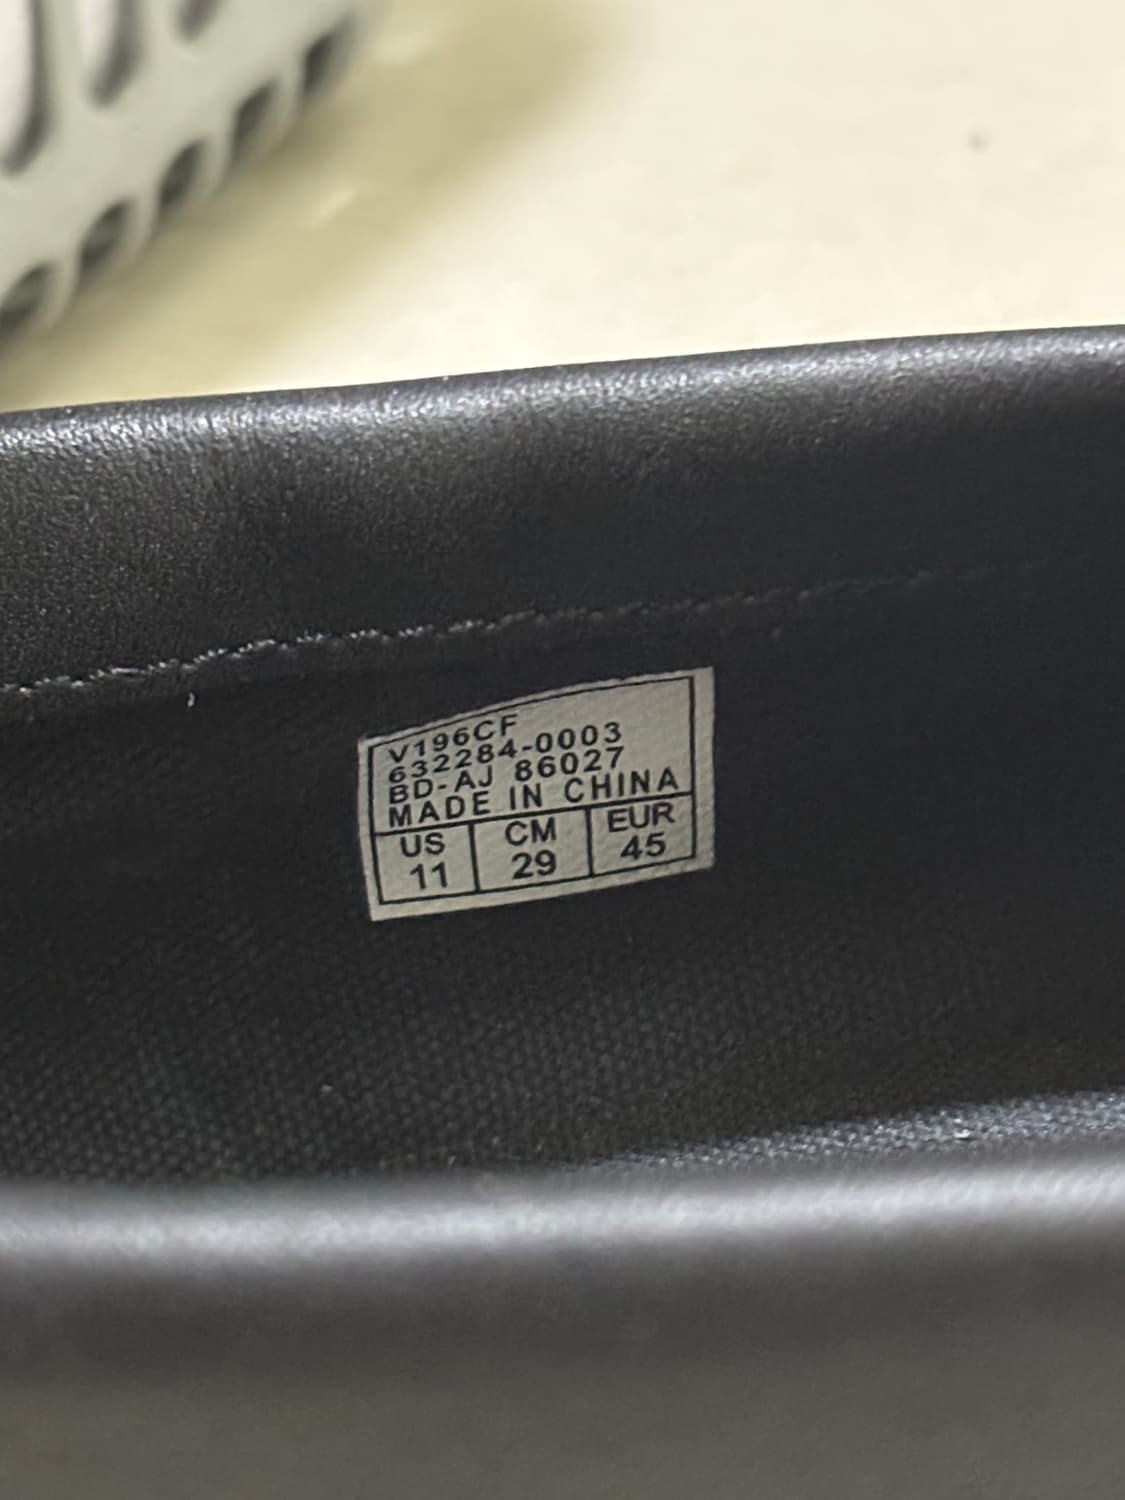 V196CF
632284-0003
BD-AJ 86027
MADE IN CHINA
US CM EUR
11 29 45